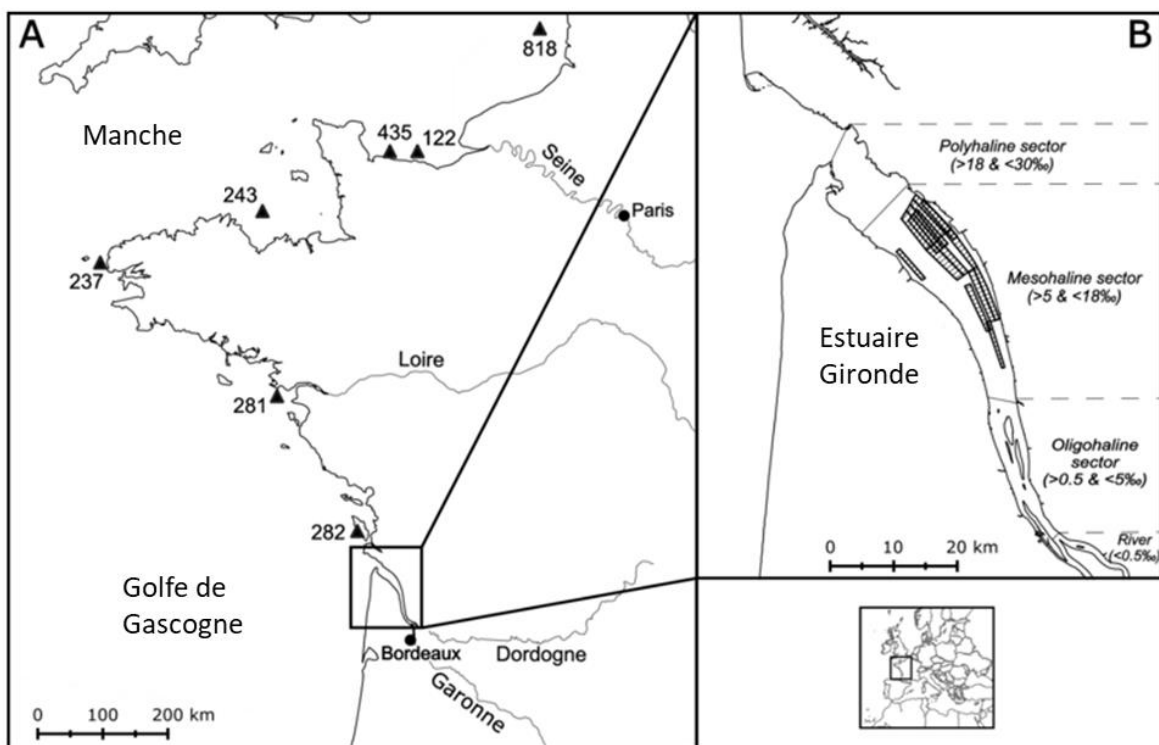 A
818
Manche
435
122
Seine
243
Paris
237
Loire
281
282
Golfe de
Gascogne
Bordeaux
Dordogne
Garonne
0 100 200 km
B
Polyhaline sector
(>18 & <30‰)
Mesohaline sector
(>5 & <18‰)
Estuaire
Gironde
Oligohaline
sector
(>0.5 & <5‰)
River
(<0.5‰)
0 10 20 km